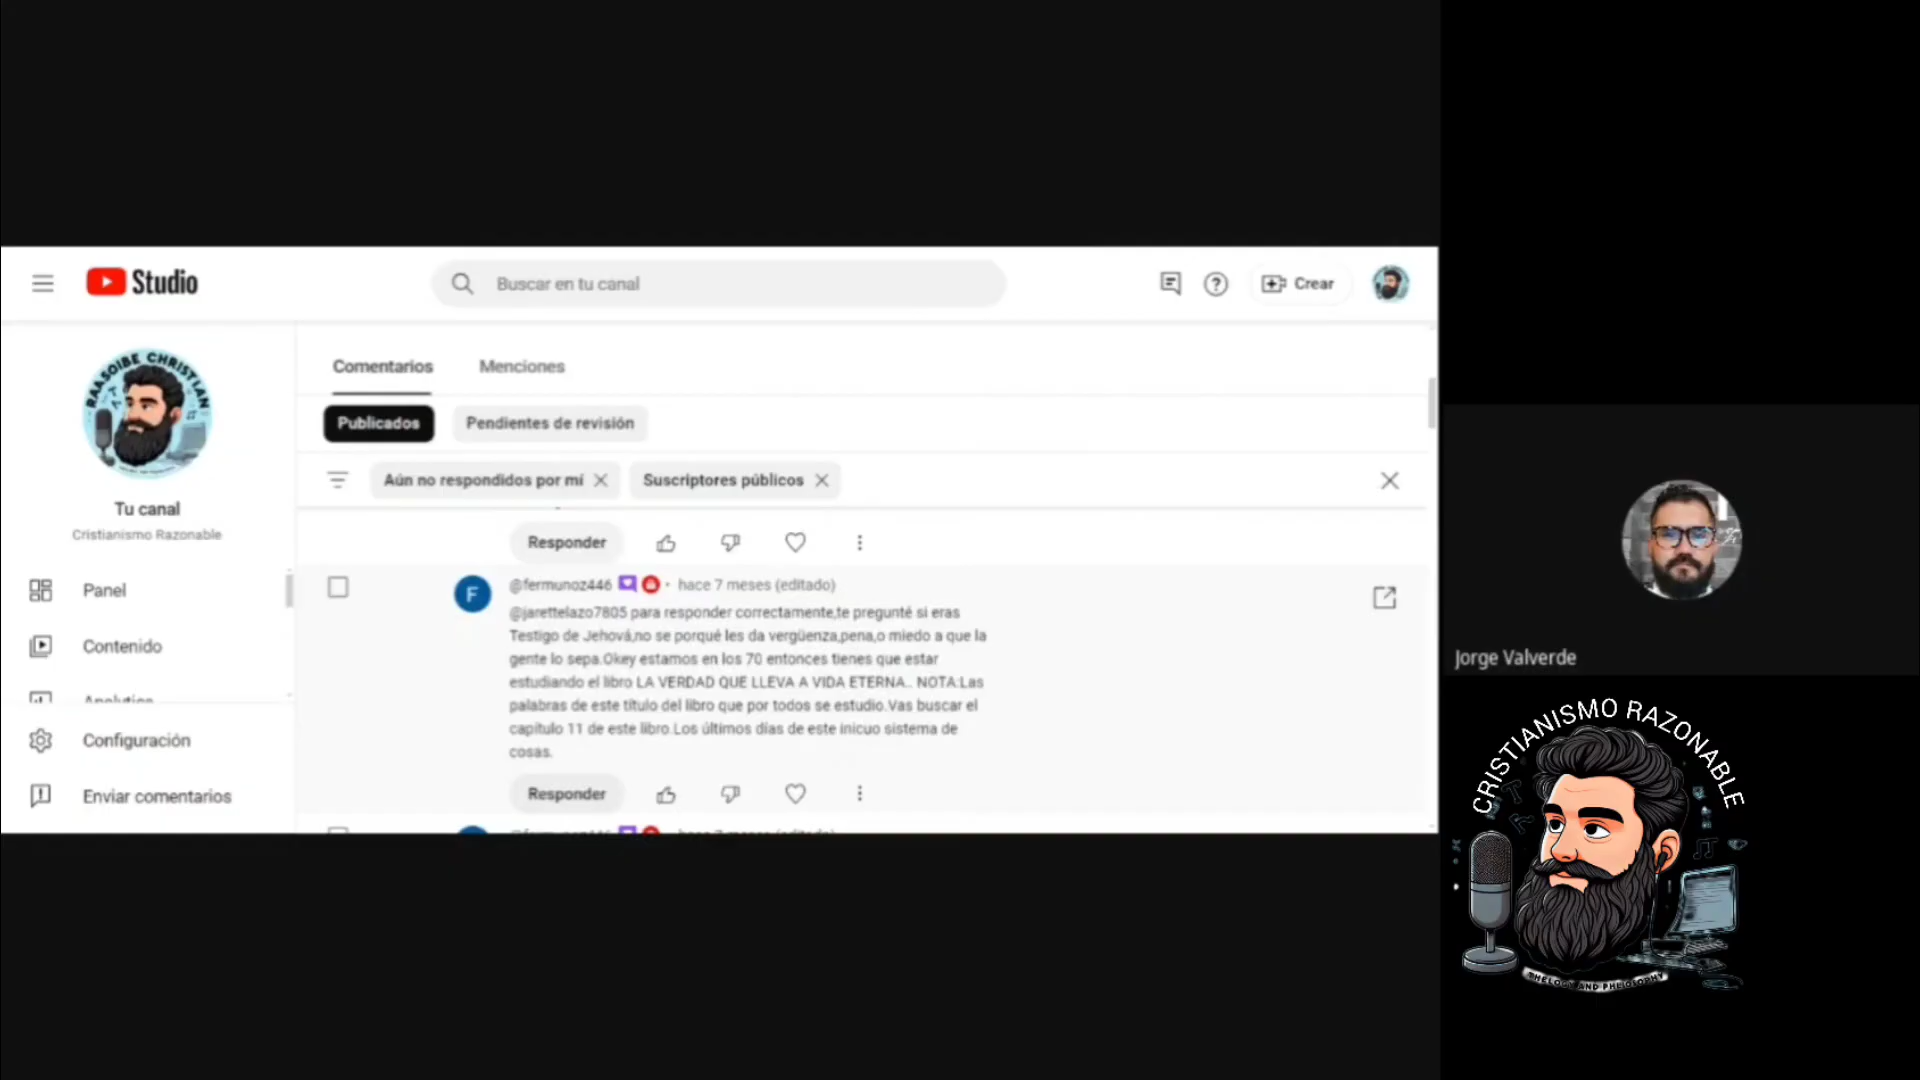 Studio
Buscar en tu canal
Crear
RAASOIBE CHRISTIAN
Tu canal
Cristianismo Razonable
Panel
Contenido
Configuración
Enviar comentarios
Comentarios
Menciones
Publicados
Pendientes de revisión
Aún no respondidos por mí
Suscriptores públicos
Responder
F
@fermunoz446 · hace 7 meses (editado)
@jarettelazo7805 para responder correctamente,te pregunté si eras
Testigo de Jehová,no se porqué les da vergüenza,pena,o miedo a que la
gente lo sepa.Okey estamos en los 70 entonces tienes que estar
estudiando el libro LA VERDAD QUE LLEVA A VIDA ETERNA.. NOTA:Las
palabras de este título del libro que por todos se estudio.Vas buscar el
capítulo 11 de este libro.Los últimos días de este inicuo sistema de
cosas.
Responder
Jorge Valverde
CRISTIANISMO RAZONABLE